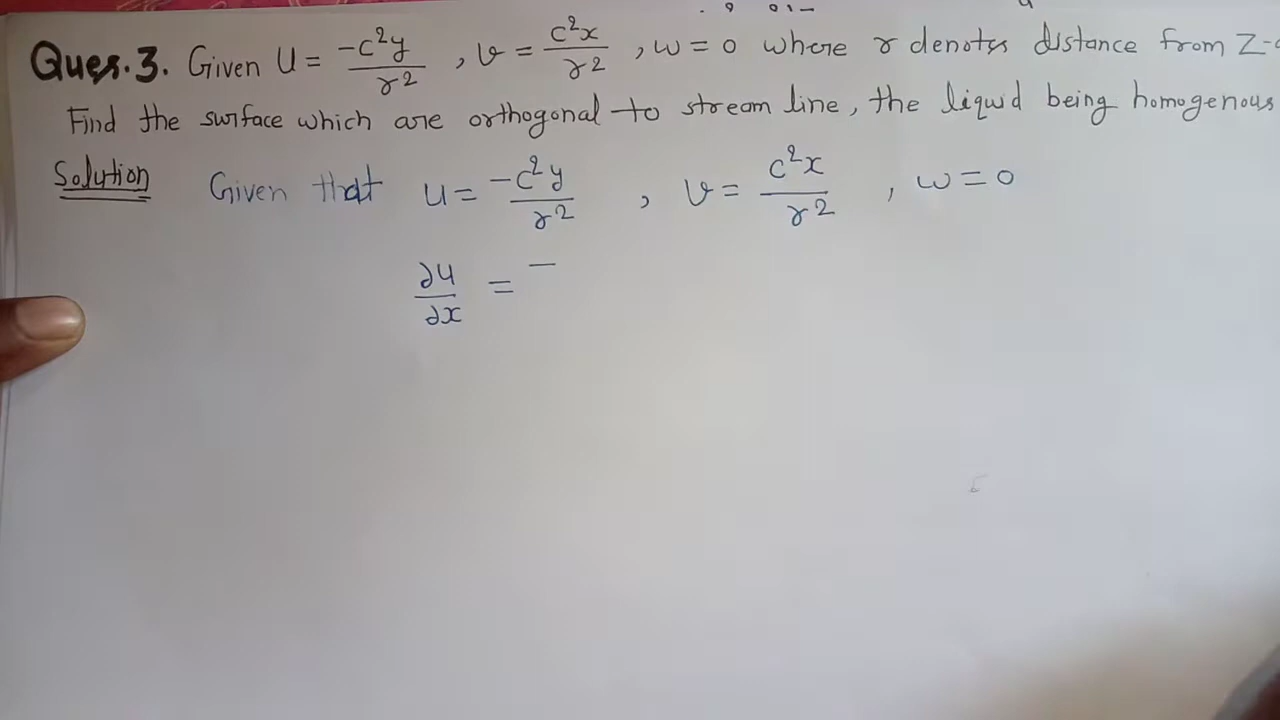 Ques.3. Given U = -c²y/r² , v = c²x/r² , w = 0 where r denotes distance from Z-
Find the surface which are orthogonal to stream line, the liquid being homogenous
Solution Given that u = -c²y/r² , v = c²x/r² , w = 0
∂u/∂x = -